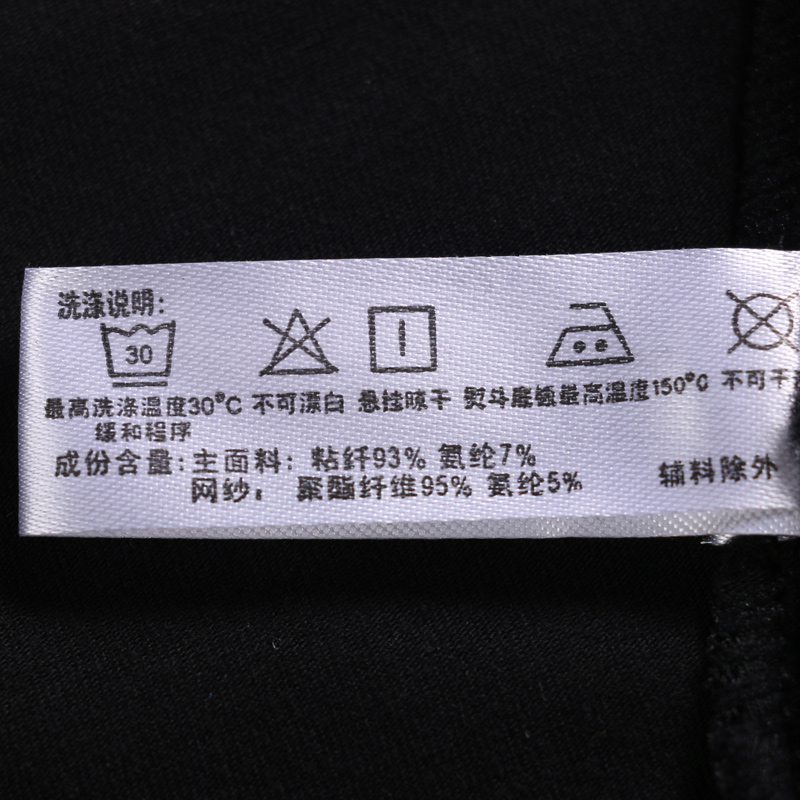 洗涤说明:
30
最高洗涤温度30°C 不可漂白 悬挂晾干 熨斗底板最高温度150°C 不可干
缓和程序
成份含量:主面料: 粘纤93% 氨纶7%
网纱: 聚酯纤维95% 氨纶5% 辅料除外